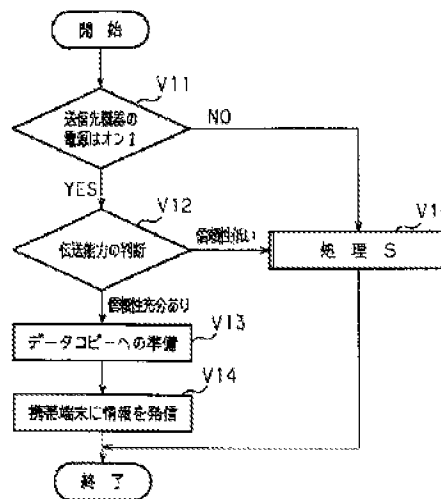 開 始
V11
送信先機器の
電源はオン?
NO
YES
V12
伝送能力の判断
信頼性低い
処 理 S
信頼性充分あり
V13
データコピーへの準備
V14
携帯端末に情報を発信
終 了